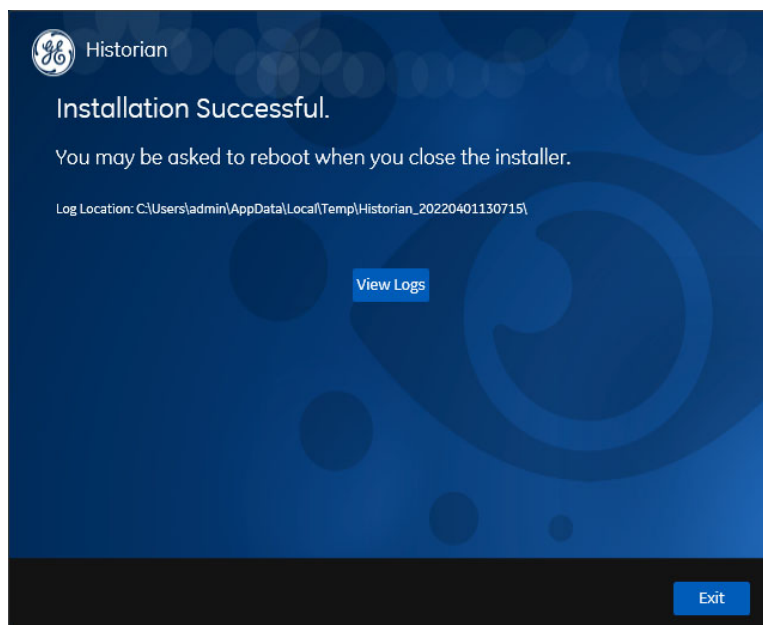 Historian
Installation Successful.
You may be asked to reboot when you close the installer.
Log Location: C:\Users\admin\AppData\Local\Temp\Historian_20220401130715\
View Logs
Exit